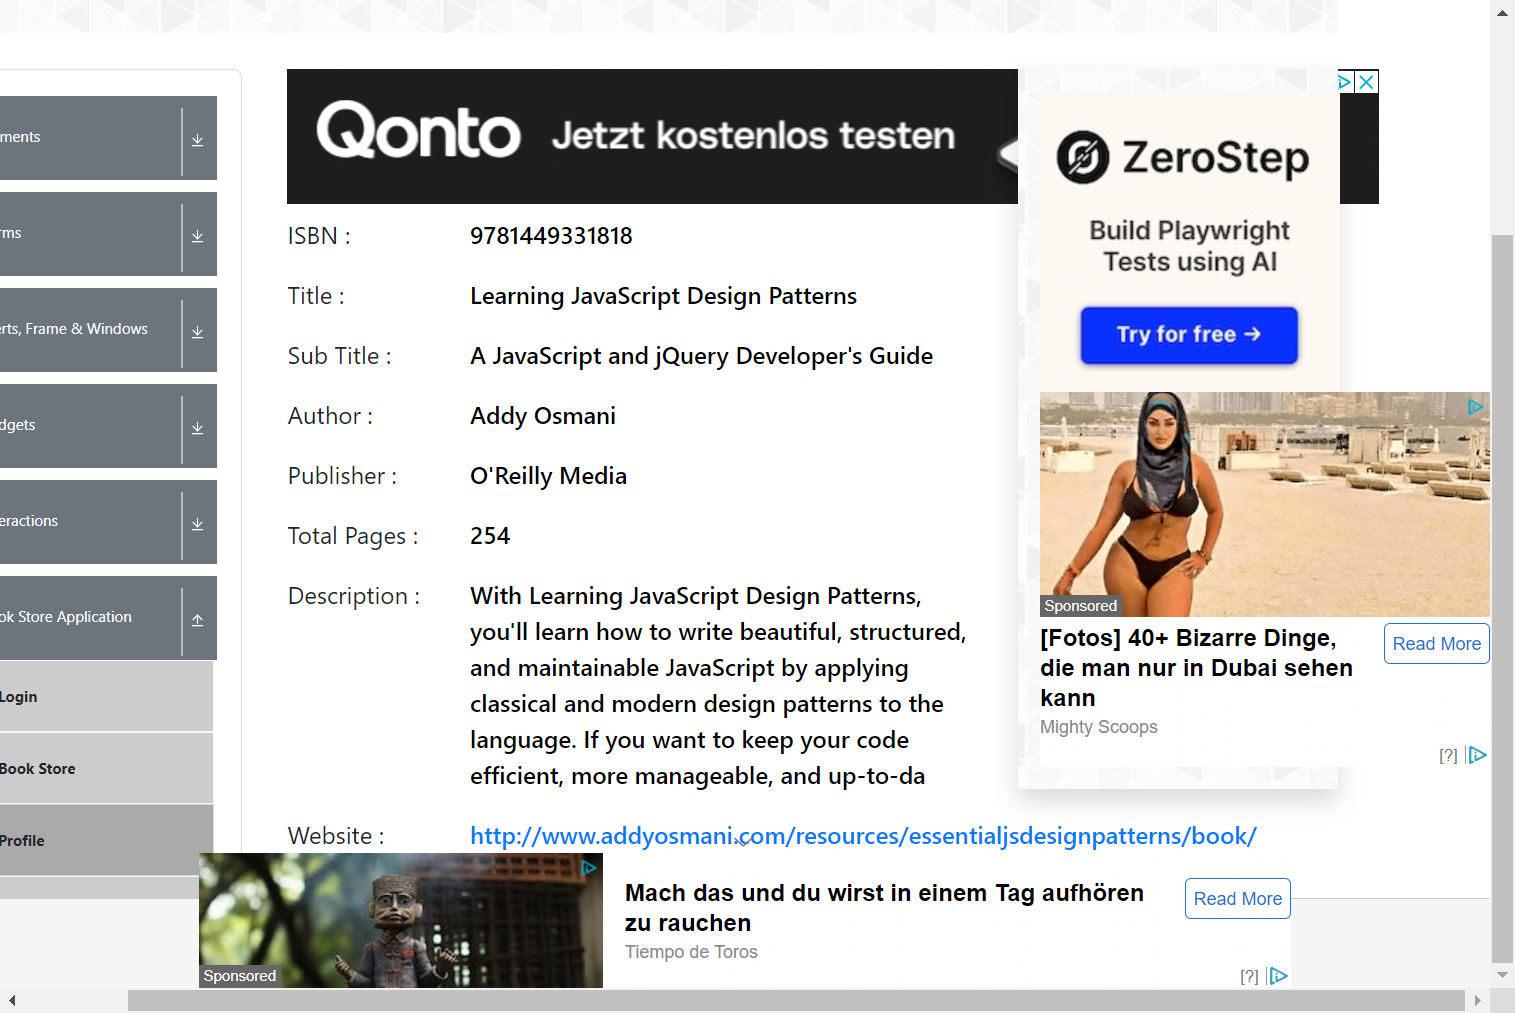 Qonto Jetzt kostenlos testen
ments
rms
erts, Frame & Windows
dgets
eractions
ok Store Application
Login
Book Store
Profile
ISBN : 9781449331818
Title : Learning JavaScript Design Patterns
Sub Title : A JavaScript and jQuery Developer's Guide
Author : Addy Osmani
Publisher : O'Reilly Media
Total Pages : 254
Description : With Learning JavaScript Design Patterns,
you'll learn how to write beautiful, structured,
and maintainable JavaScript by applying
classical and modern design patterns to the
language. If you want to keep your code
efficient, more manageable, and up-to-da
Website : http://www.addyosmani.com/resources/essentialjsdesignpatterns/book/
ZeroStep
Build Playwright
Tests using AI
Try for free →
Sponsored
[Fotos] 40+ Bizarre Dinge,
die man nur in Dubai sehen
kann
Read More
Mighty Scoops
[?]
Sponsored
Mach das und du wirst in einem Tag aufhören
zu rauchen
Read More
Tiempo de Toros
[?]